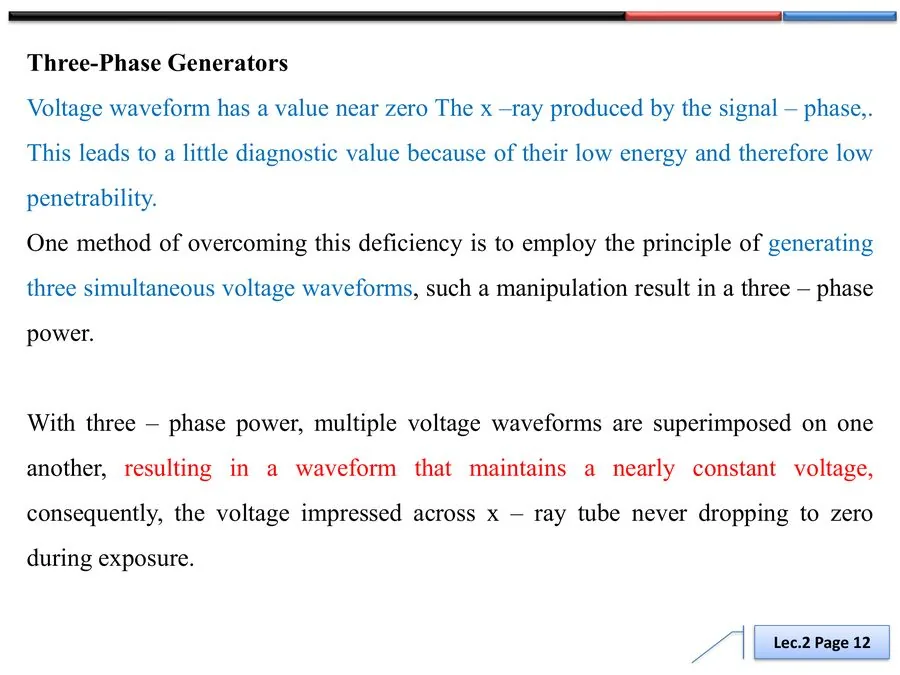 Three-Phase Generators
Voltage waveform has a value near zero The x –ray produced by the signal – phase,.
This leads to a little diagnostic value because of their low energy and therefore low
penetrability.
One method of overcoming this deficiency is to employ the principle of generating
three simultaneous voltage waveforms, such a manipulation result in a three – phase
power.
With three – phase power, multiple voltage waveforms are superimposed on one
another, resulting in a waveform that maintains a nearly constant voltage,
consequently, the voltage impressed across x – ray tube never dropping to zero
during exposure.
Lec.2 Page 12